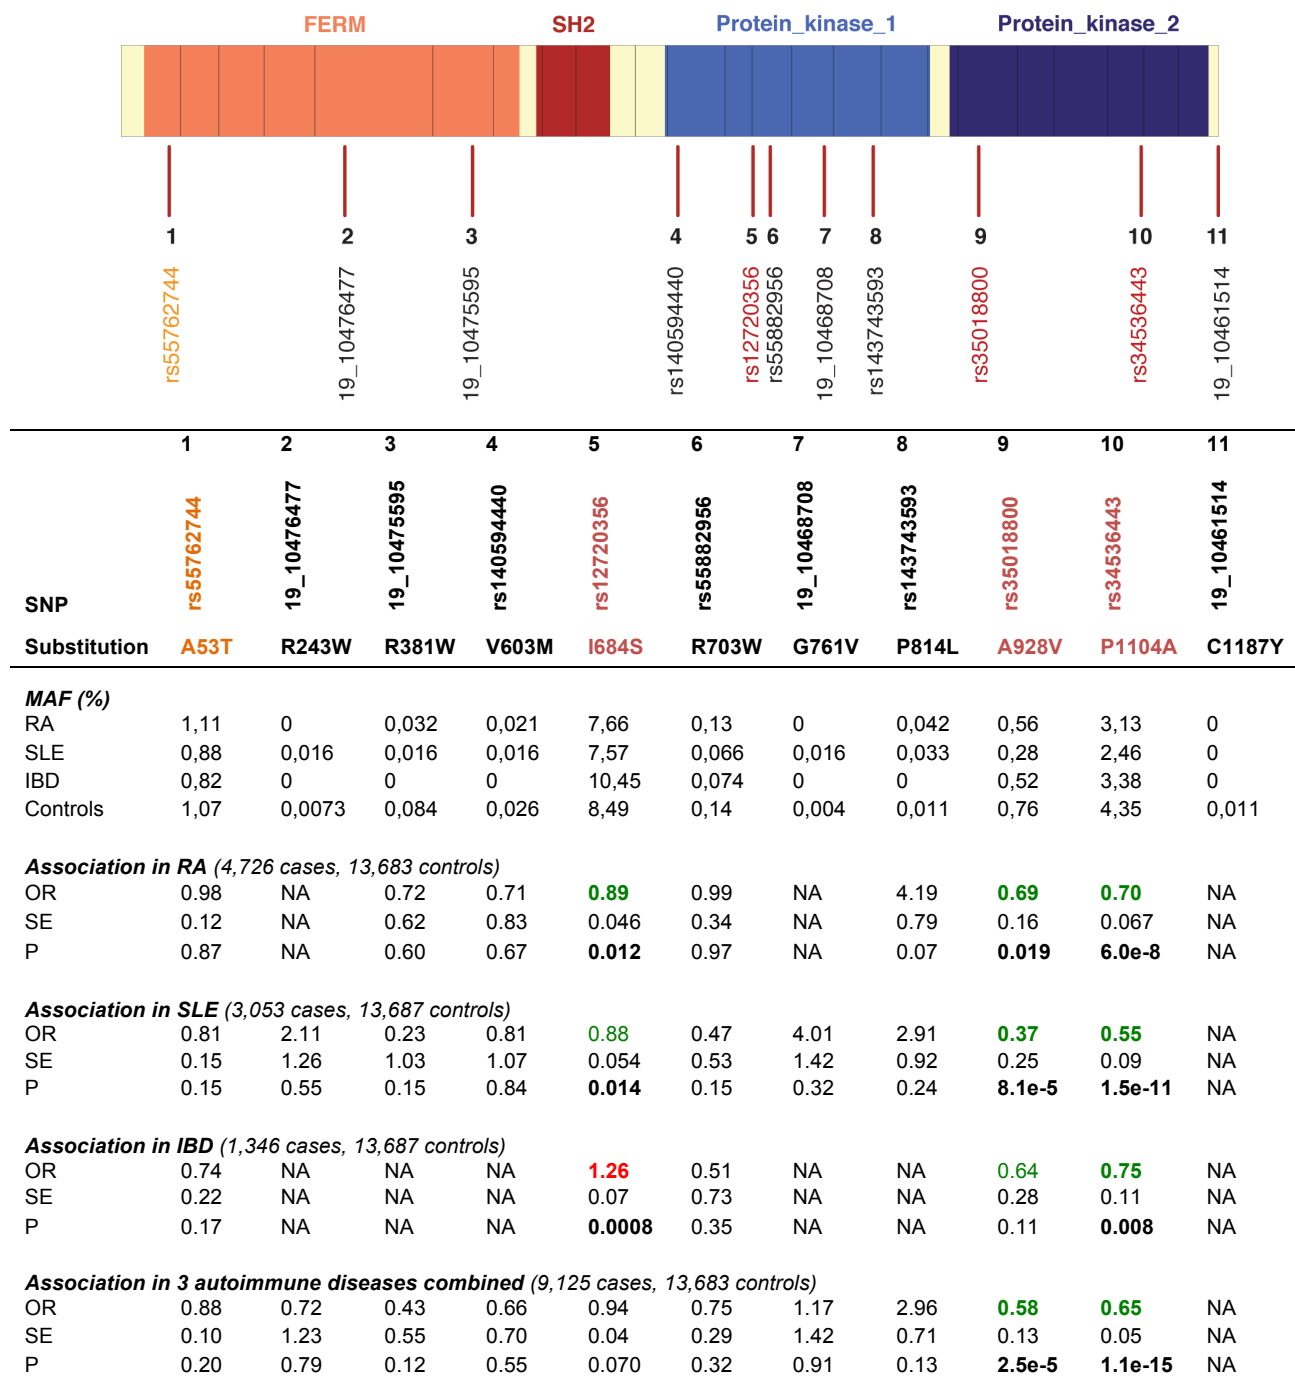 FERM SH2 Protein_kinase_1 Protein_kinase_2
1 2 3 4 5 6 7 8 9 10 11
rs55762744 19_10476477 19_10475595 rs140594440 rs12720356 rs55882956 19_10468708 rs143743593 rs35018800 rs34536443 19_10461514
1 2 3 4 5 6 7 8 9 10 11
SNP rs55762744 19_10476477 19_10475595 rs140594440 rs12720356 rs55882956 19_10468708 rs143743593 rs35018800 rs34536443 19_10461514
Substitution A53T R243W R381W V603M I684S R703W G761V P814L A928V P1104A C1187Y
MAF (%)
RA 1,11 0 0,032 0,021 7,66 0,13 0 0,042 0,56 3,13 0
SLE 0,88 0,016 0,016 0,016 7,57 0,066 0,016 0,033 0,28 2,46 0
IBD 0,82 0 0 0 10,45 0,074 0 0 0,52 3,38 0
Controls 1,07 0,0073 0,084 0,026 8,49 0,14 0,004 0,011 0,76 4,35 0,011
Association in RA (4,726 cases, 13,683 controls)
OR 0.98 NA 0.72 0.71 0.89 0.99 NA 4.19 0.69 0.70 NA
SE 0.12 NA 0.62 0.83 0.046 0.34 NA 0.79 0.16 0.067 NA
P 0.87 NA 0.60 0.67 0.012 0.97 NA 0.07 0.019 6.0e-8 NA
Association in SLE (3,053 cases, 13,687 controls)
OR 0.81 2.11 0.23 0.81 0.88 0.47 4.01 2.91 0.37 0.55 NA
SE 0.15 1.26 1.03 1.07 0.054 0.53 1.42 0.92 0.25 0.09 NA
P 0.15 0.55 0.15 0.84 0.014 0.15 0.32 0.24 8.1e-5 1.5e-11 NA
Association in IBD (1,346 cases, 13,687 controls)
OR 0.74 NA NA NA 1.26 0.51 NA NA 0.64 0.75 NA
SE 0.22 NA NA NA 0.07 0.73 NA NA 0.28 0.11 NA
P 0.17 NA NA NA 0.0008 0.35 NA NA 0.11 0.008 NA
Association in 3 autoimmune diseases combined (9,125 cases, 13,683 controls)
OR 0.88 0.72 0.43 0.66 0.94 0.75 1.17 2.96 0.58 0.65 NA
SE 0.10 1.23 0.55 0.70 0.04 0.29 1.42 0.71 0.13 0.05 NA
P 0.20 0.79 0.12 0.55 0.070 0.32 0.91 0.13 2.5e-5 1.1e-15 NA